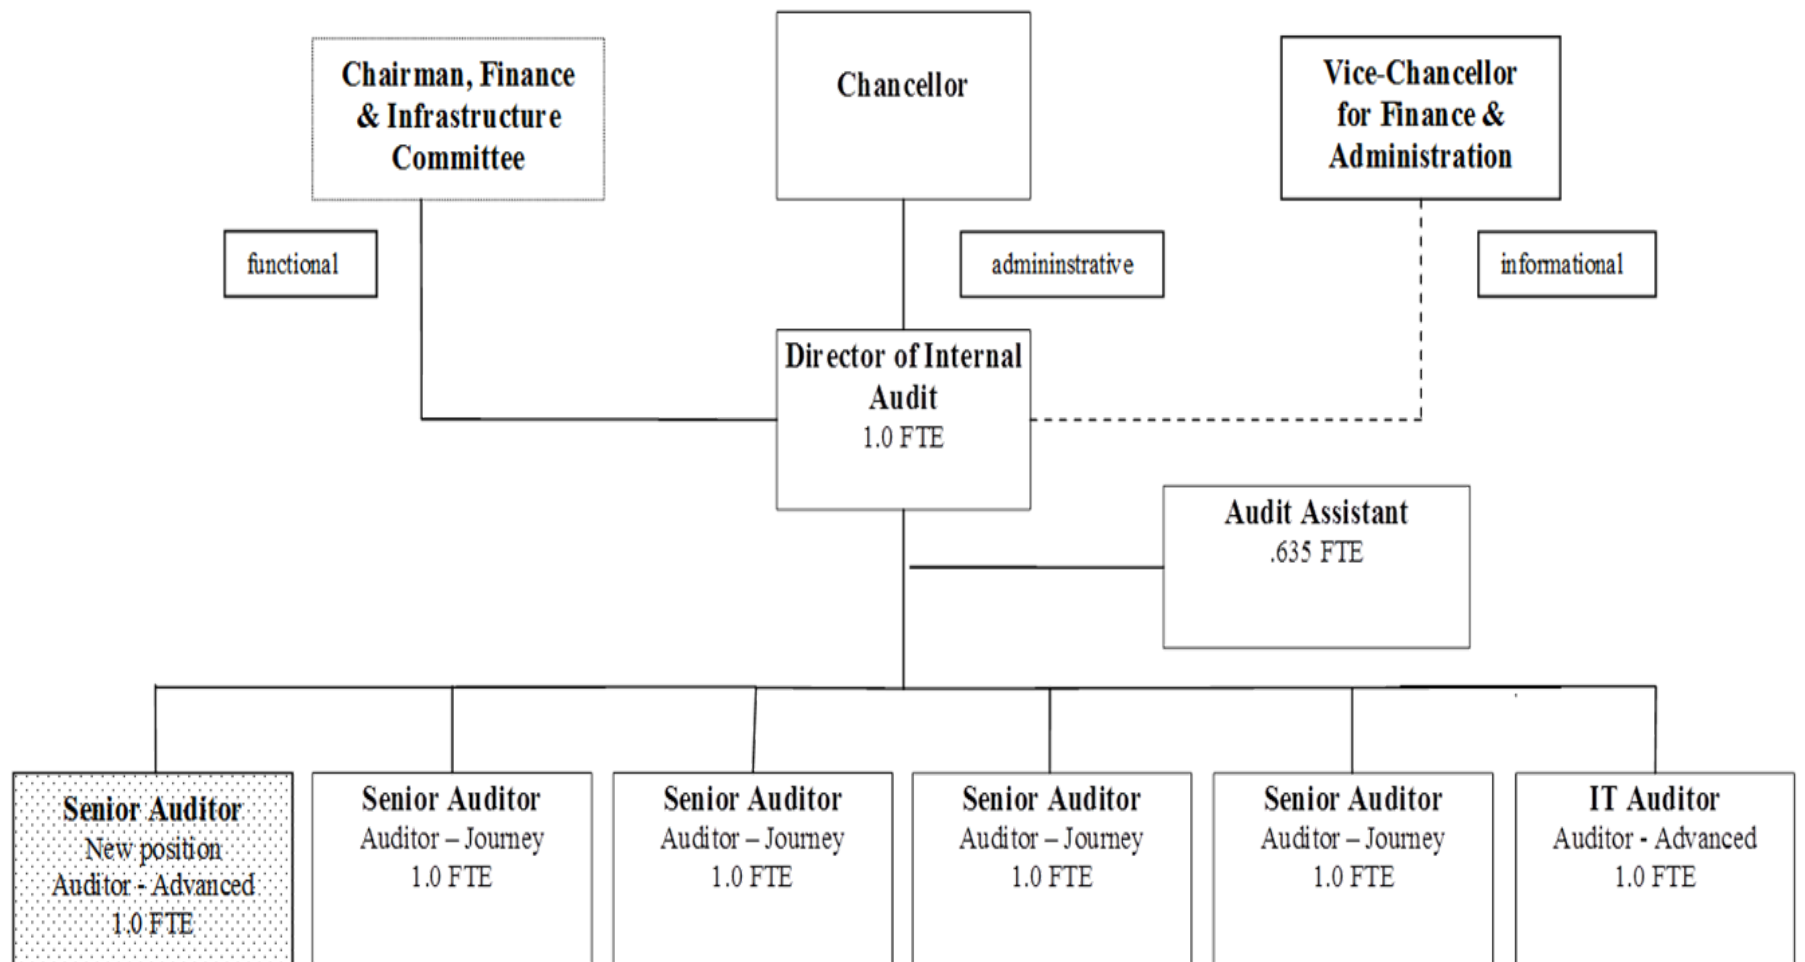 Chairman, Finance
& Infrastructure
Committee
Chancellor
Vice-Chancellor
for Finance &
Administration
functional
admininstrative
informational
Director of Internal
Audit
1.0 FTE
Audit Assistant
.635 FTE
Senior Auditor
New position
Auditor - Advanced
1.0 FTE
Senior Auditor
Auditor – Journey
1.0 FTE
Senior Auditor
Auditor – Journey
1.0 FTE
Senior Auditor
Auditor – Journey
1.0 FTE
Senior Auditor
Auditor – Journey
1.0 FTE
IT Auditor
Auditor - Advanced
1.0 FTE